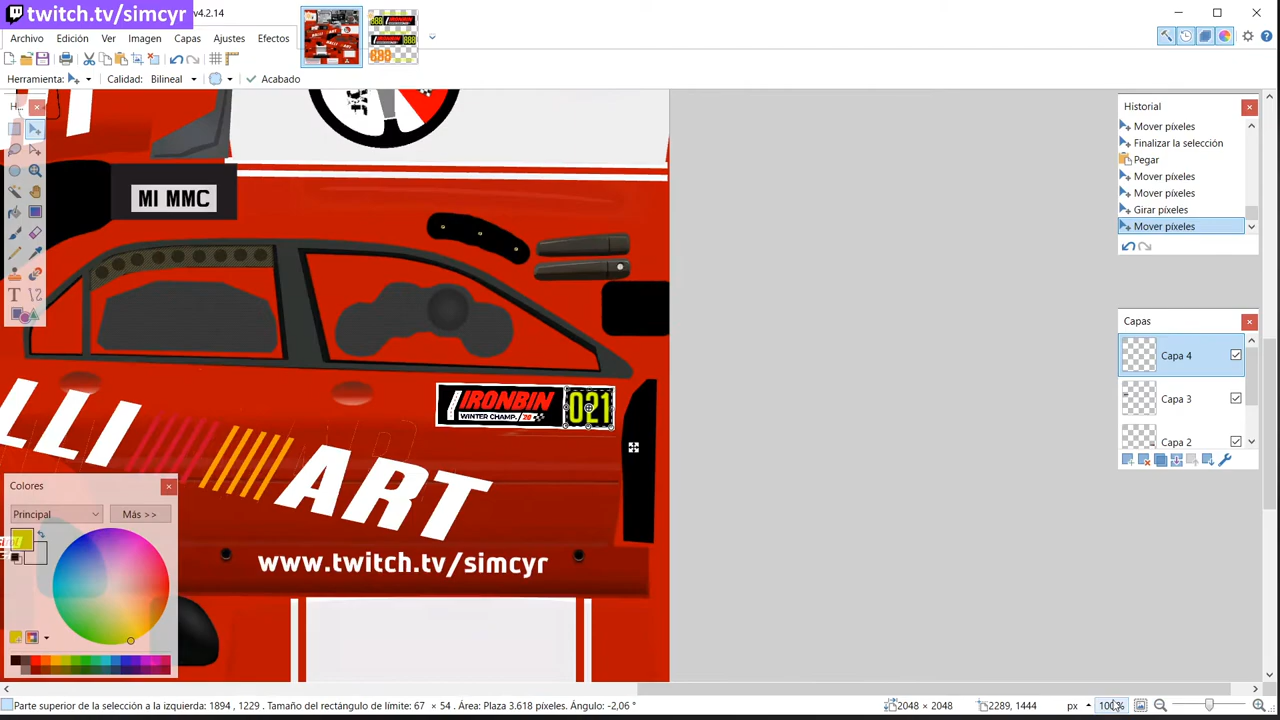 twitch.tv/simcyr
v4.2.14
Archivo Edición Ver Imagen Capas Ajustes Efectos
Herramienta: Calidad: Bilineal Acabado
H...
Historial
Mover píxeles
Finalizar la selección
Pegar
Mover píxeles
Mover píxeles
Girar píxeles
Mover píxeles
MI MMC
Capas
Capa 4
Capa 3
Capa 2
IRONBIN
WINTER CHAMP. '20
021
LLI
ART
www.twitch.tv/simcyr
Colores
Principal
Más >>
Parte superior de la selección a la izquierda: 1894 , 1229. Tamaño del rectángulo de límite: 67 × 54 . Área: Plaza 3.618 píxeles. Ángulo: -2,06 ° 2048 × 2048 2289, 1444 px 100%